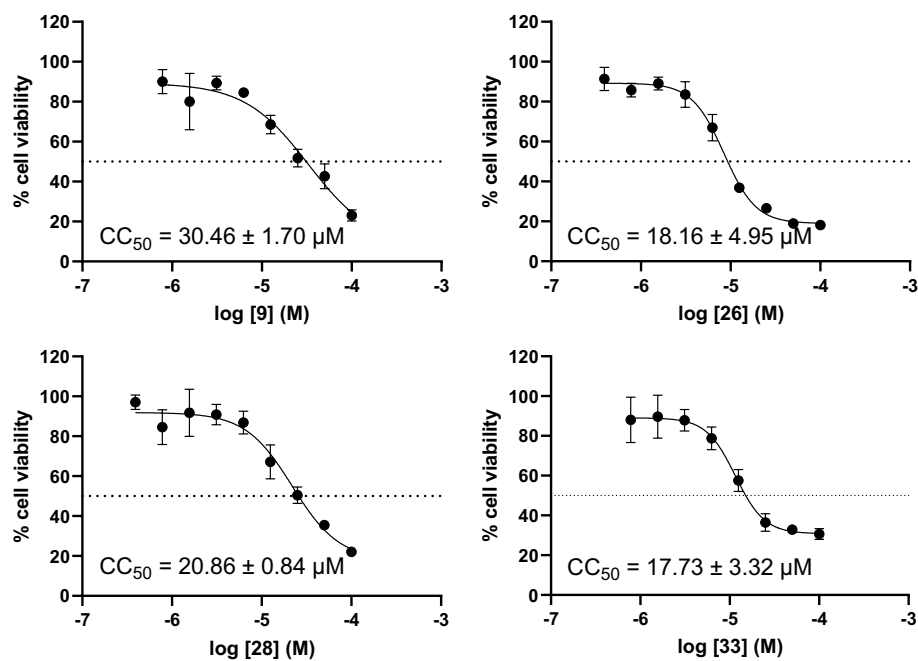 120
100
80
60
40
20
0
% cell viability
CC50 = 30.46 ± 1.70 µM
-7 -6 -5 -4 -3
log [9] (M)
120
100
80
60
40
20
0
% cell viability
CC50 = 18.16 ± 4.95 µM
-7 -6 -5 -4 -3
log [26] (M)
120
100
80
60
40
20
0
% cell viability
CC50 = 20.86 ± 0.84 µM
-7 -6 -5 -4 -3
log [28] (M)
120
100
80
60
40
20
0
% cell viability
CC50 = 17.73 ± 3.32 µM
-7 -6 -5 -4 -3
log [33] (M)